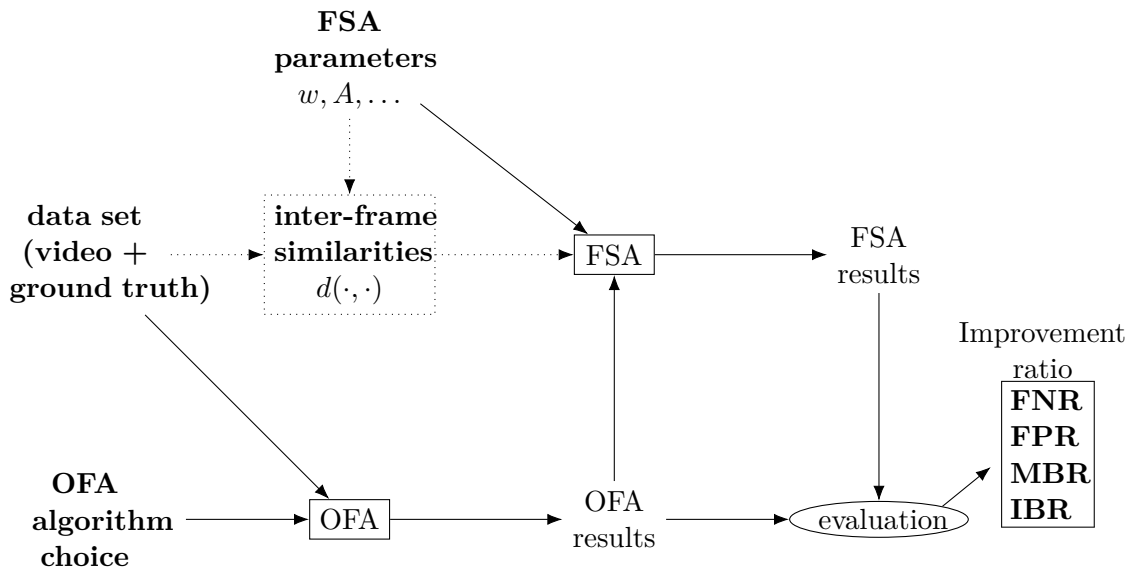 FSA
parameters
w, A, . . .
data set
(video +
ground truth)
inter-frame
similarities
d(·, ·)
FSA
FSA
results
Improvement
ratio
FNR
FPR
MBR
IBR
OFA
algorithm
choice
OFA
OFA
results
evaluation